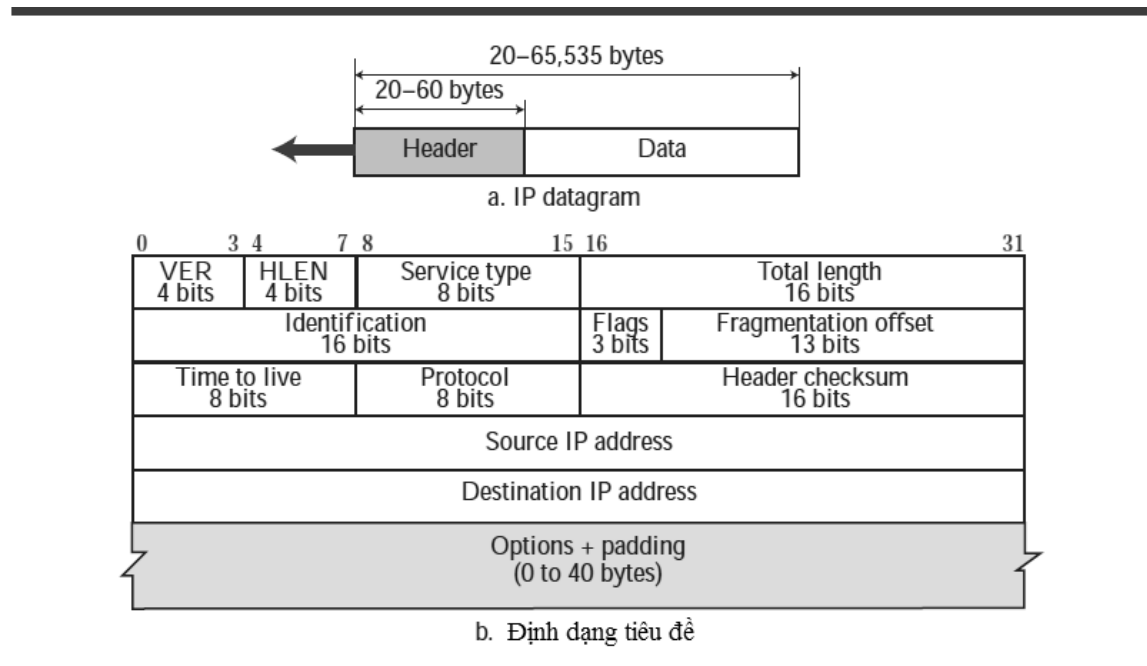 20–65,535 bytes
20–60 bytes
Header Data
a. IP datagram
0 3 4 7 8 15 16 31
VER HLEN Service type Total length
4 bits 4 bits 8 bits 16 bits
Identification Flags Fragmentation offset
16 bits 3 bits 13 bits
Time to live Protocol Header checksum
8 bits 8 bits 16 bits
Source IP address
Destination IP address
Options + padding
(0 to 40 bytes)
b. Định dạng tiêu đề